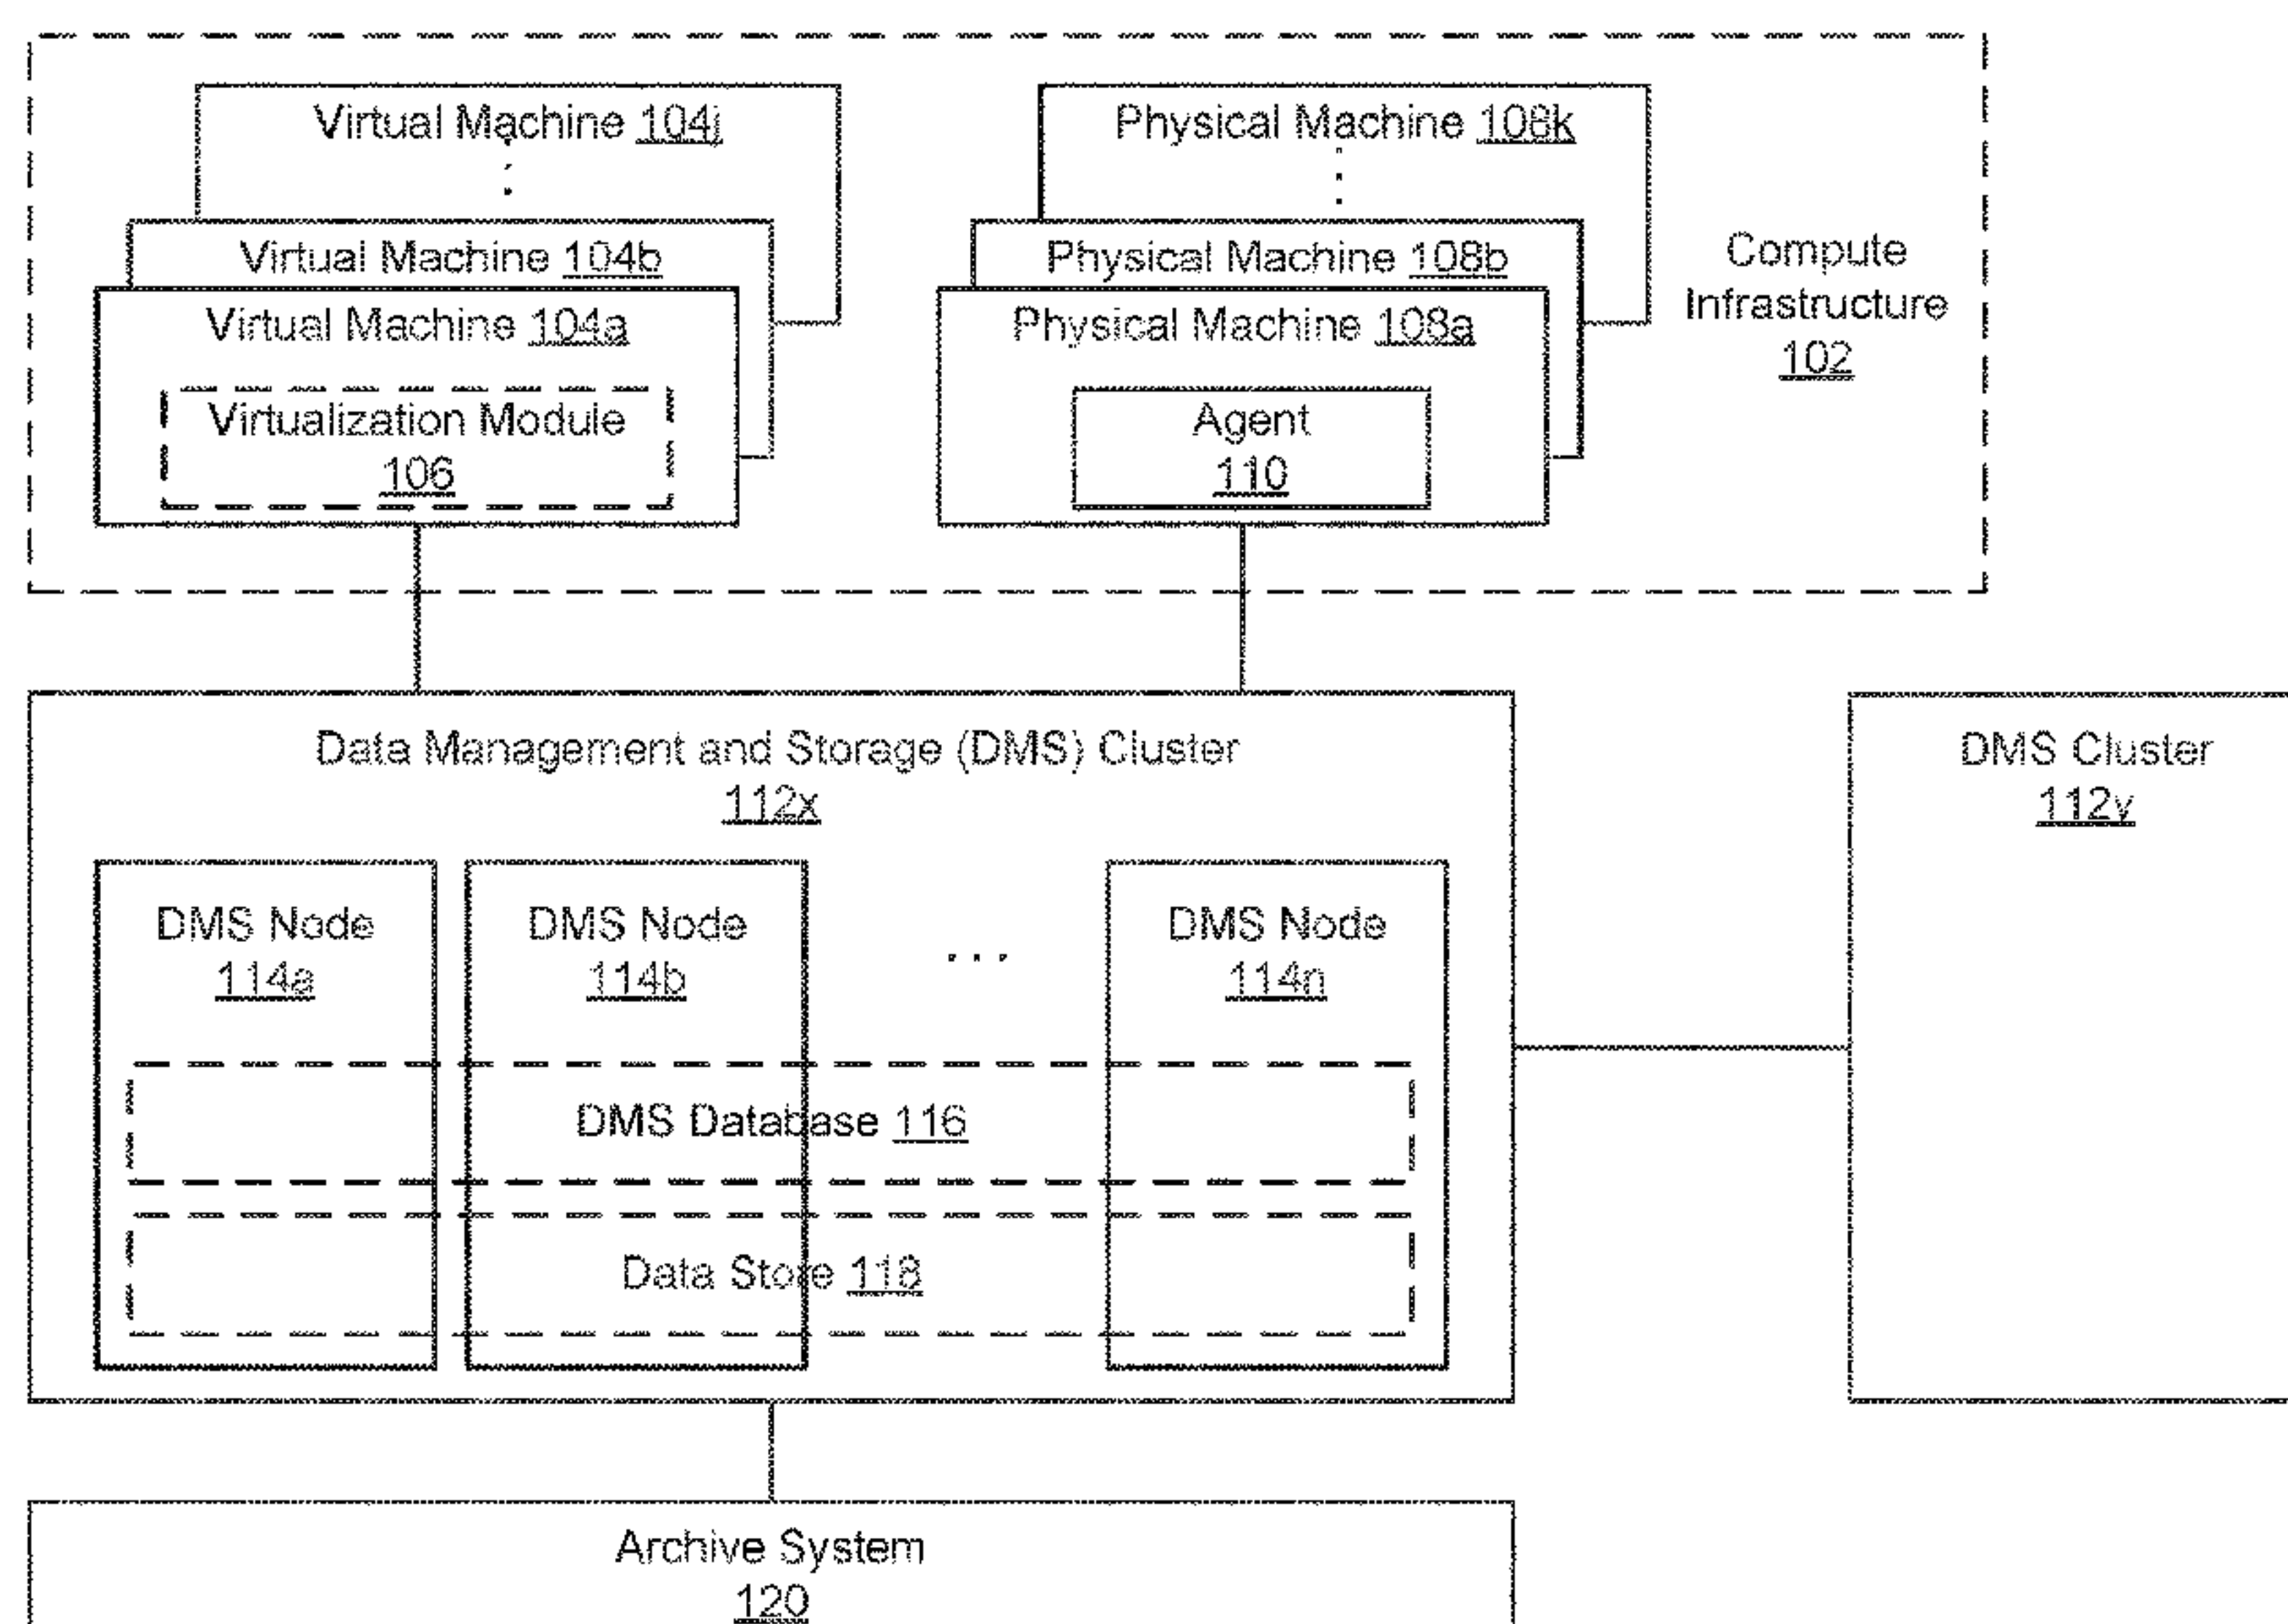 Virtual Machine 104j
Physical Machine 108k
Virtual Machine 104b
Physical Machine 108b
Virtual Machine 104a
Physical Machine 108a
Compute
Infrastructure
102
Virtualization Module
106
Agent
110
Data Management and Storage (DMS) Cluster
112x
DMS Cluster
112y
DMS Node
114a
DMS Node
114b
...
DMS Node
114n
DMS Database 116
Data Store 118
Archive System
120